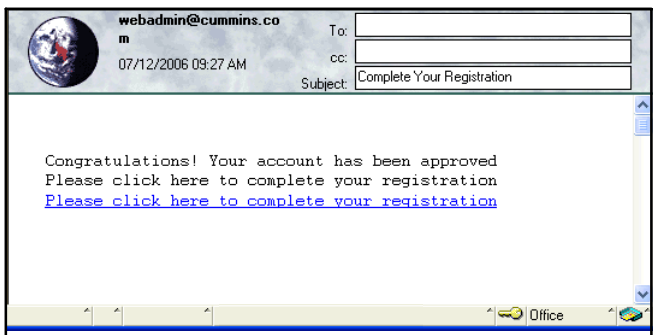 webadmin@cummins.co
m
07/12/2006 09:27 AM
To:
cc:
Subject: Complete Your Registration
Congratulations! Your account has been approved
Please click here to complete your registration
Please click here to complete your registration
Office